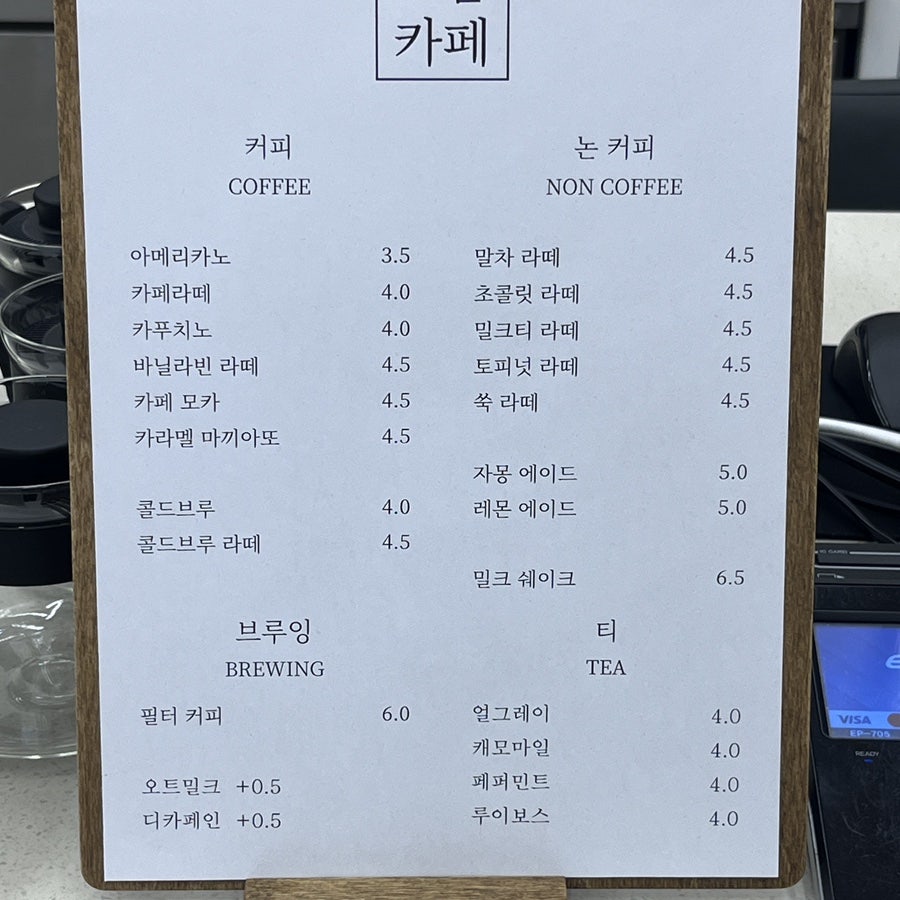 카페
커피
COFFEE
아메리카노 3.5
카페라떼 4.0
카푸치노 4.0
바닐라빈 라떼 4.5
카페 모카 4.5
카라멜 마끼아또 4.5
콜드브루 4.0
콜드브루 라떼 4.5
논 커피
NON COFFEE
말차 라떼 4.5
초콜릿 라떼 4.5
밀크티 라떼 4.5
토피넛 라떼 4.5
쑥 라떼 4.5
자몽 에이드 5.0
레몬 에이드 5.0
밀크 쉐이크 6.5
브루잉
BREWING
필터 커피 6.0
오트밀크 +0.5
디카페인 +0.5
티
TEA
얼그레이 4.0
캐모마일 4.0
페퍼민트 4.0
루이보스 4.0
IC CARD
VISA
EP-705
READY